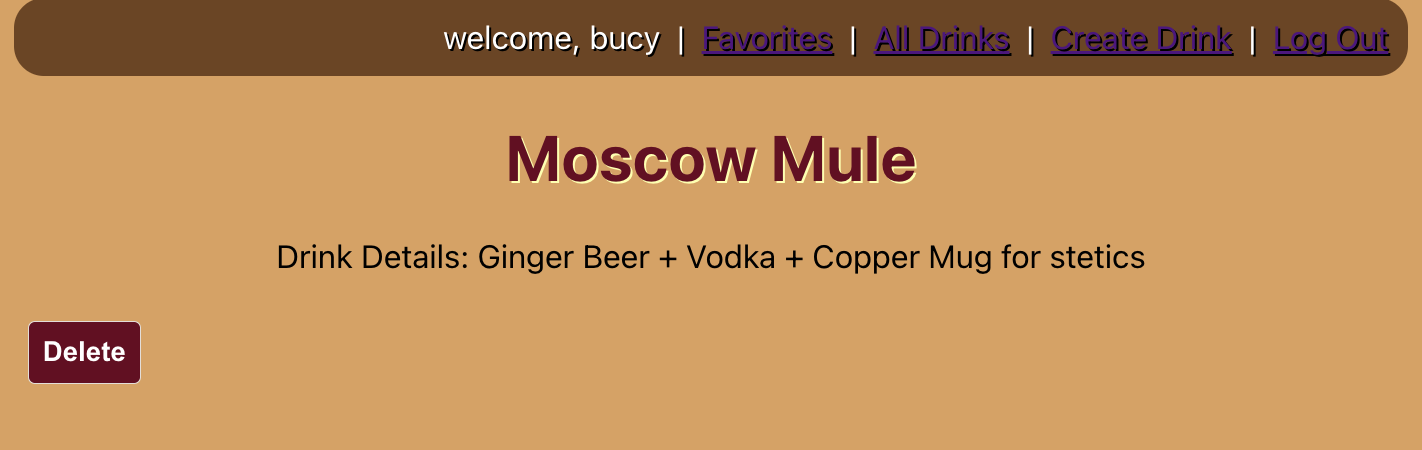 welcome, bucy | Favorites | All Drinks | Create Drink | Log Out
Moscow Mule
Drink Details: Ginger Beer + Vodka + Copper Mug for stetics
Delete